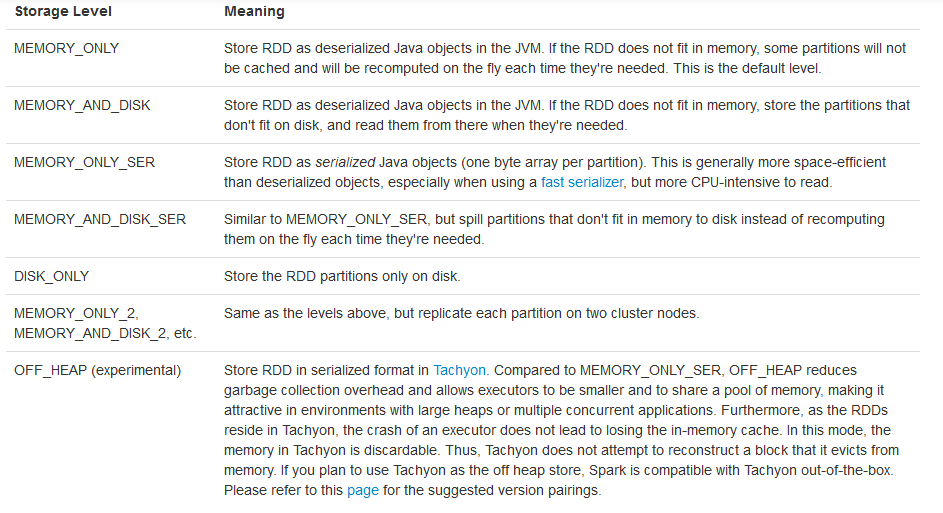 Storage Level Meaning
MEMORY_ONLY Store RDD as deserialized Java objects in the JVM. If the RDD does not fit in memory, some partitions will not
be cached and will be recomputed on the fly each time they're needed. This is the default level.
MEMORY_AND_DISK Store RDD as deserialized Java objects in the JVM. If the RDD does not fit in memory, store the partitions that
don't fit on disk, and read them from there when they're needed.
MEMORY_ONLY_SER Store RDD as serialized Java objects (one byte array per partition). This is generally more space-efficient
than deserialized objects, especially when using a fast serializer, but more CPU-intensive to read.
MEMORY_AND_DISK_SER Similar to MEMORY_ONLY_SER, but spill partitions that don't fit in memory to disk instead of recomputing
them on the fly each time they're needed.
DISK_ONLY Store the RDD partitions only on disk.
MEMORY_ONLY_2, Same as the levels above, but replicate each partition on two cluster nodes.
MEMORY_AND_DISK_2, etc.
OFF_HEAP (experimental) Store RDD in serialized format in Tachyon. Compared to MEMORY_ONLY_SER, OFF_HEAP reduces
garbage collection overhead and allows executors to be smaller and to share a pool of memory, making it
attractive in environments with large heaps or multiple concurrent applications. Furthermore, as the RDDs
reside in Tachyon, the crash of an executor does not lead to losing the in-memory cache. In this mode, the
memory in Tachyon is discardable. Thus, Tachyon does not attempt to reconstruct a block that it evicts from
memory. If you plan to use Tachyon as the off heap store, Spark is compatible with Tachyon out-of-the-box.
Please refer to this page for the suggested version pairings.